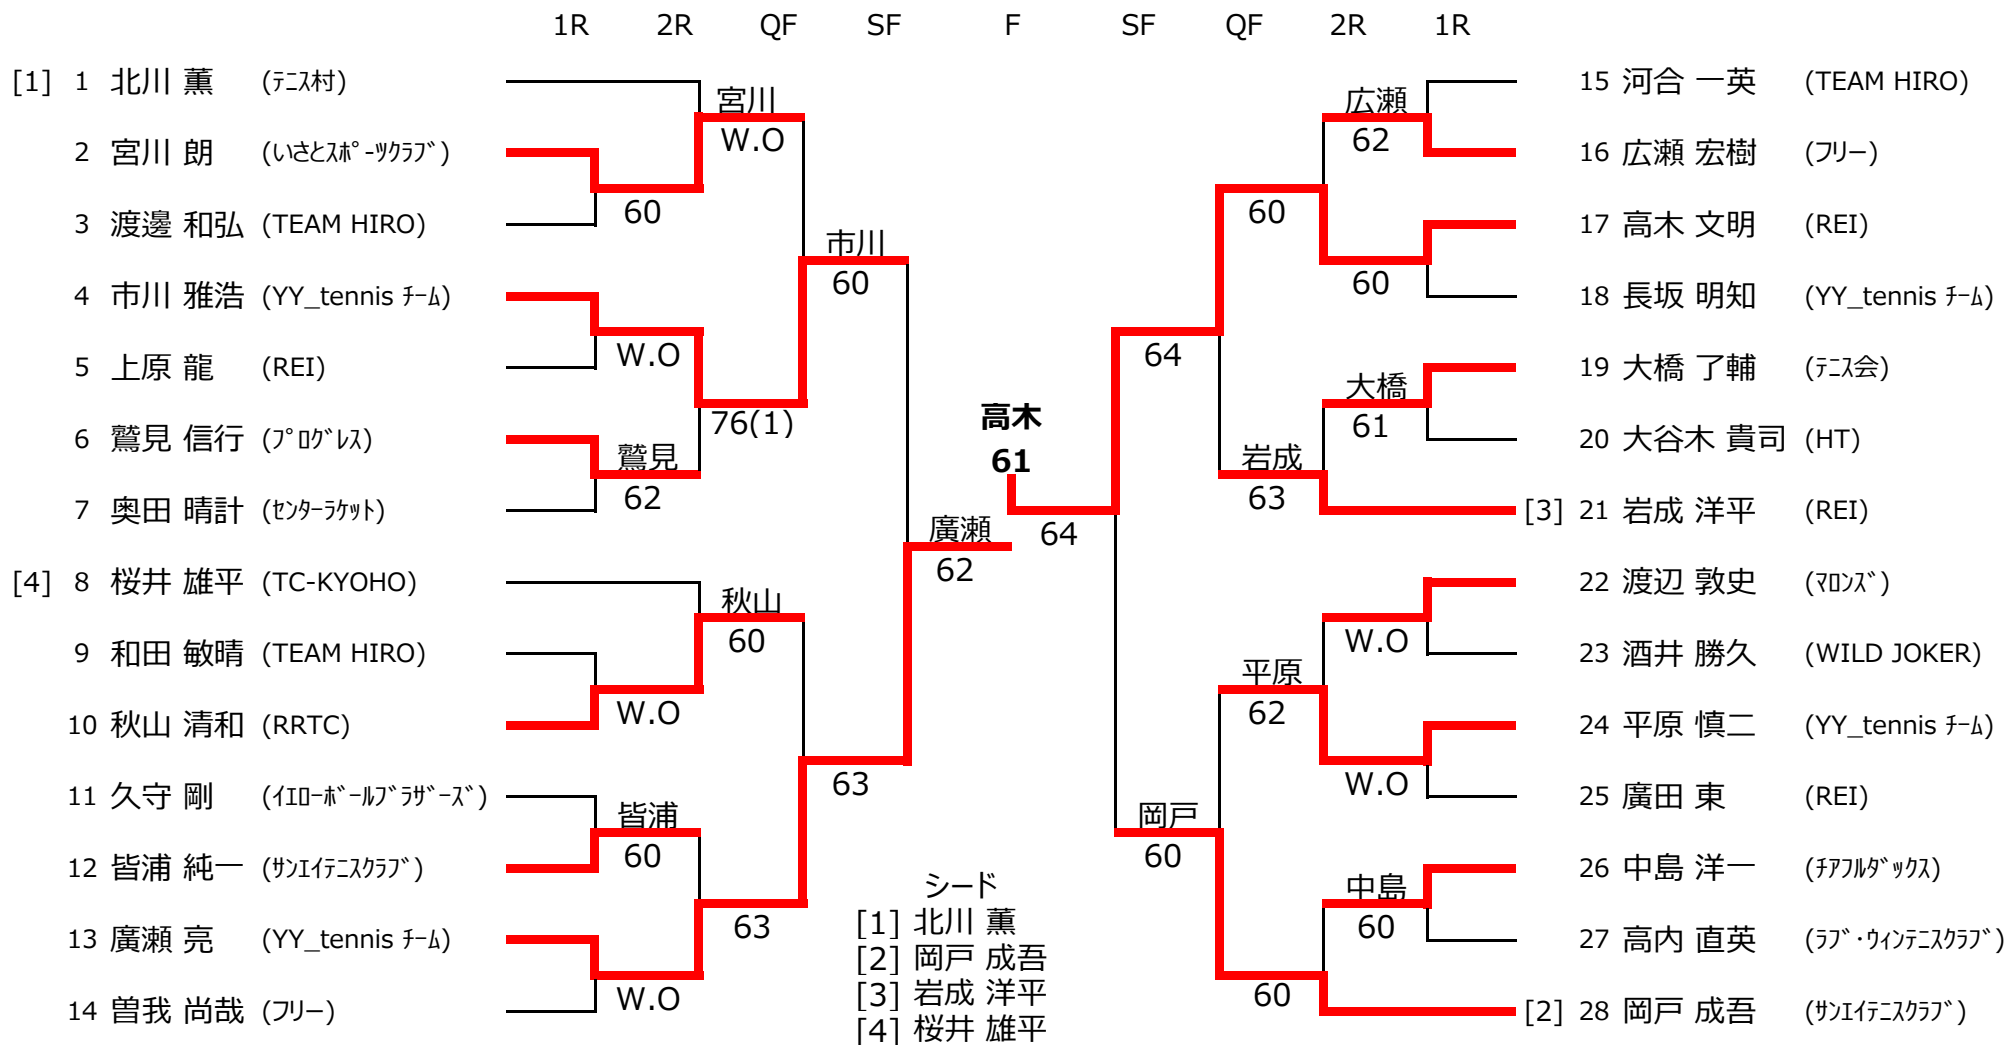 1R 2R QF SF F SF QF 2R 1R
[1] 1 北川 薫 (ﾃﾆｽ村)
2 宮川 朗 (いさとｽﾎﾟｰﾂｸﾗﾌﾞ)
3 渡邊 和弘 (TEAM HIRO)
4 市川 雅浩 (YY_tennis ﾁｰﾑ)
5 上原 龍 (REI)
6 鷲見 信行 (ﾌﾟﾛｸﾞﾚｽ)
7 奥田 晴計 (ｾﾝﾀｰﾗｹｯﾄ)
[4] 8 桜井 雄平 (TC-KYOHO)
9 和田 敏晴 (TEAM HIRO)
10 秋山 清和 (RRTC)
11 久守 剛 (ｲｴﾛｰﾎﾞｰﾙﾌﾞﾗｻﾞｰｽﾞ)
12 皆浦 純一 (ｻﾝｴｲﾃﾆｽｸﾗﾌﾞ)
13 廣瀬 亮 (YY_tennis ﾁｰﾑ)
14 曽我 尚哉 (フリー)
60
W.O
鷲見
62
W.O
皆浦
60
W.O
宮川
W.O
76(1)
秋山
60
63
市川
60
63
廣瀬
62
高木
61
64
64
岡戸
60
60
岩成
63
平原
62
60
広瀬
62
60
大橋
61
W.O
W.O
中島
60
15 河合 一英 (TEAM HIRO)
16 広瀬 宏樹 (フリー)
17 高木 文明 (REI)
18 長坂 明知 (YY_tennis ﾁｰﾑ)
19 大橋 了輔 (ﾃﾆｽ会)
20 大谷木 貴司 (HT)
[3] 21 岩成 洋平 (REI)
22 渡辺 敦史 (ﾏﾛﾝｽﾞ)
23 酒井 勝久 (WILD JOKER)
24 平原 慎二 (YY_tennis ﾁｰﾑ)
25 廣田 東 (REI)
26 中島 洋一 (ﾁｱﾌﾙﾀﾞｯｸｽ)
27 高内 直英 (ﾗﾌﾞ･ｳｨﾝﾃﾆｽｸﾗﾌﾞ)
[2] 28 岡戸 成吾 (ｻﾝｴｲﾃﾆｽｸﾗﾌﾞ)
シード
[1] 北川 薫
[2] 岡戸 成吾
[3] 岩成 洋平
[4] 桜井 雄平